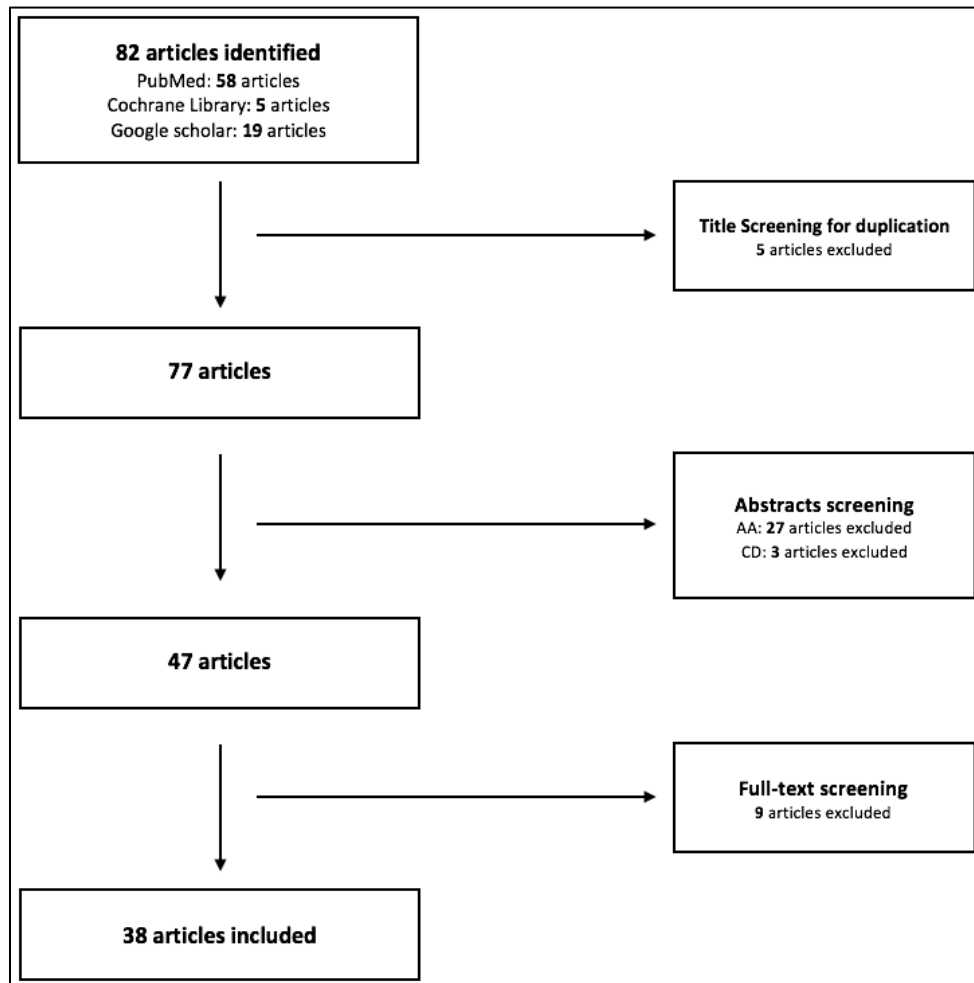 82 articles identified
PubMed: 58 articles
Cochrane Library: 5 articles
Google scholar: 19 articles
Title Screening for duplication
5 articles excluded
77 articles
Abstracts screening
AA: 27 articles excluded
CD: 3 articles excluded
47 articles
Full-text screening
9 articles excluded
38 articles included